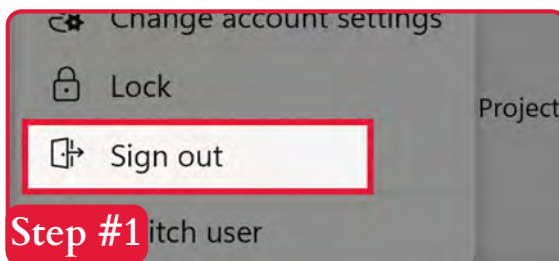 Change account settings
Lock
Project
Sign out
Step #1
itch user